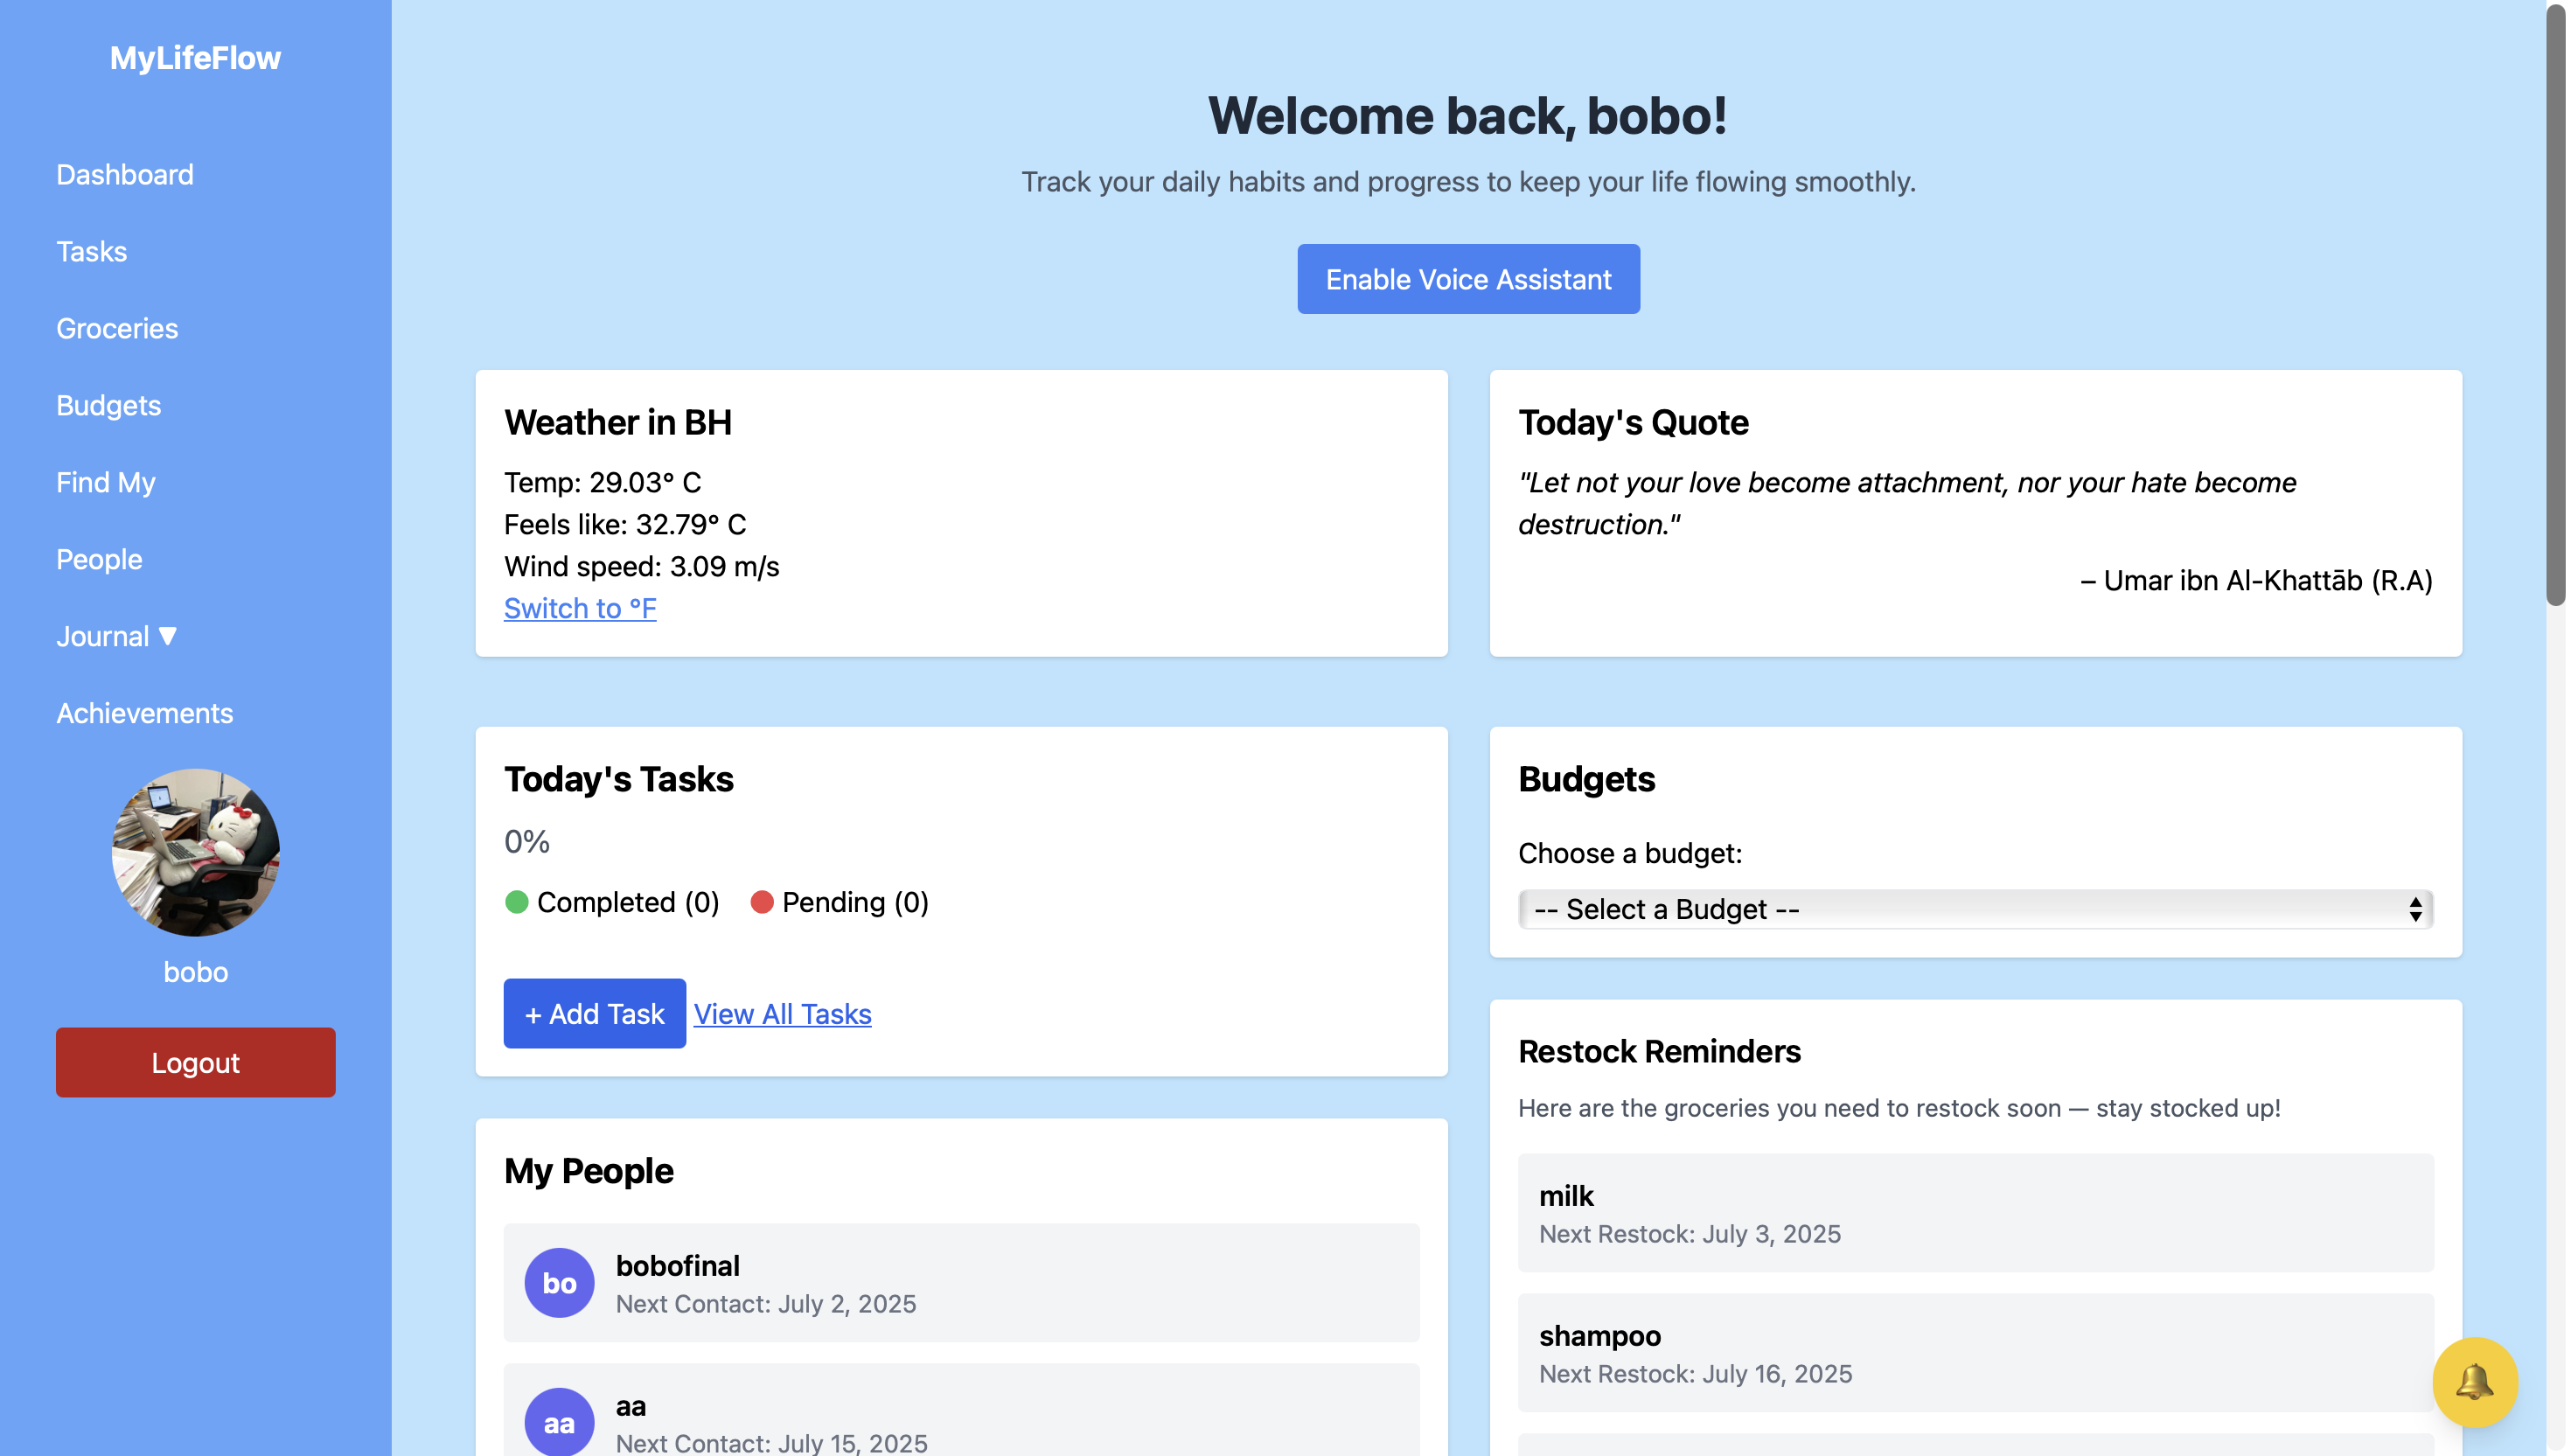 MyLifeFlow
Dashboard
Tasks
Groceries
Budgets
Find My
People
Journal ▼
Achievements
bobo
Logout
Welcome back, bobo!
Track your daily habits and progress to keep your life flowing smoothly.
Enable Voice Assistant
Weather in BH
Temp: 29.03° C
Feels like: 32.79° C
Wind speed: 3.09 m/s
Switch to °F
Today's Quote
"Let not your love become attachment, nor your hate become
destruction."
– Umar ibn Al-Khattāb (R.A)
Today's Tasks
0%
Completed (0) Pending (0)
+ Add Task View All Tasks
Budgets
Choose a budget:
-- Select a Budget --
My People
bo
bobofinal
Next Contact: July 2, 2025
aa
aa
Next Contact: July 15, 2025
Restock Reminders
Here are the groceries you need to restock soon — stay stocked up!
milk
Next Restock: July 3, 2025
shampoo
Next Restock: July 16, 2025